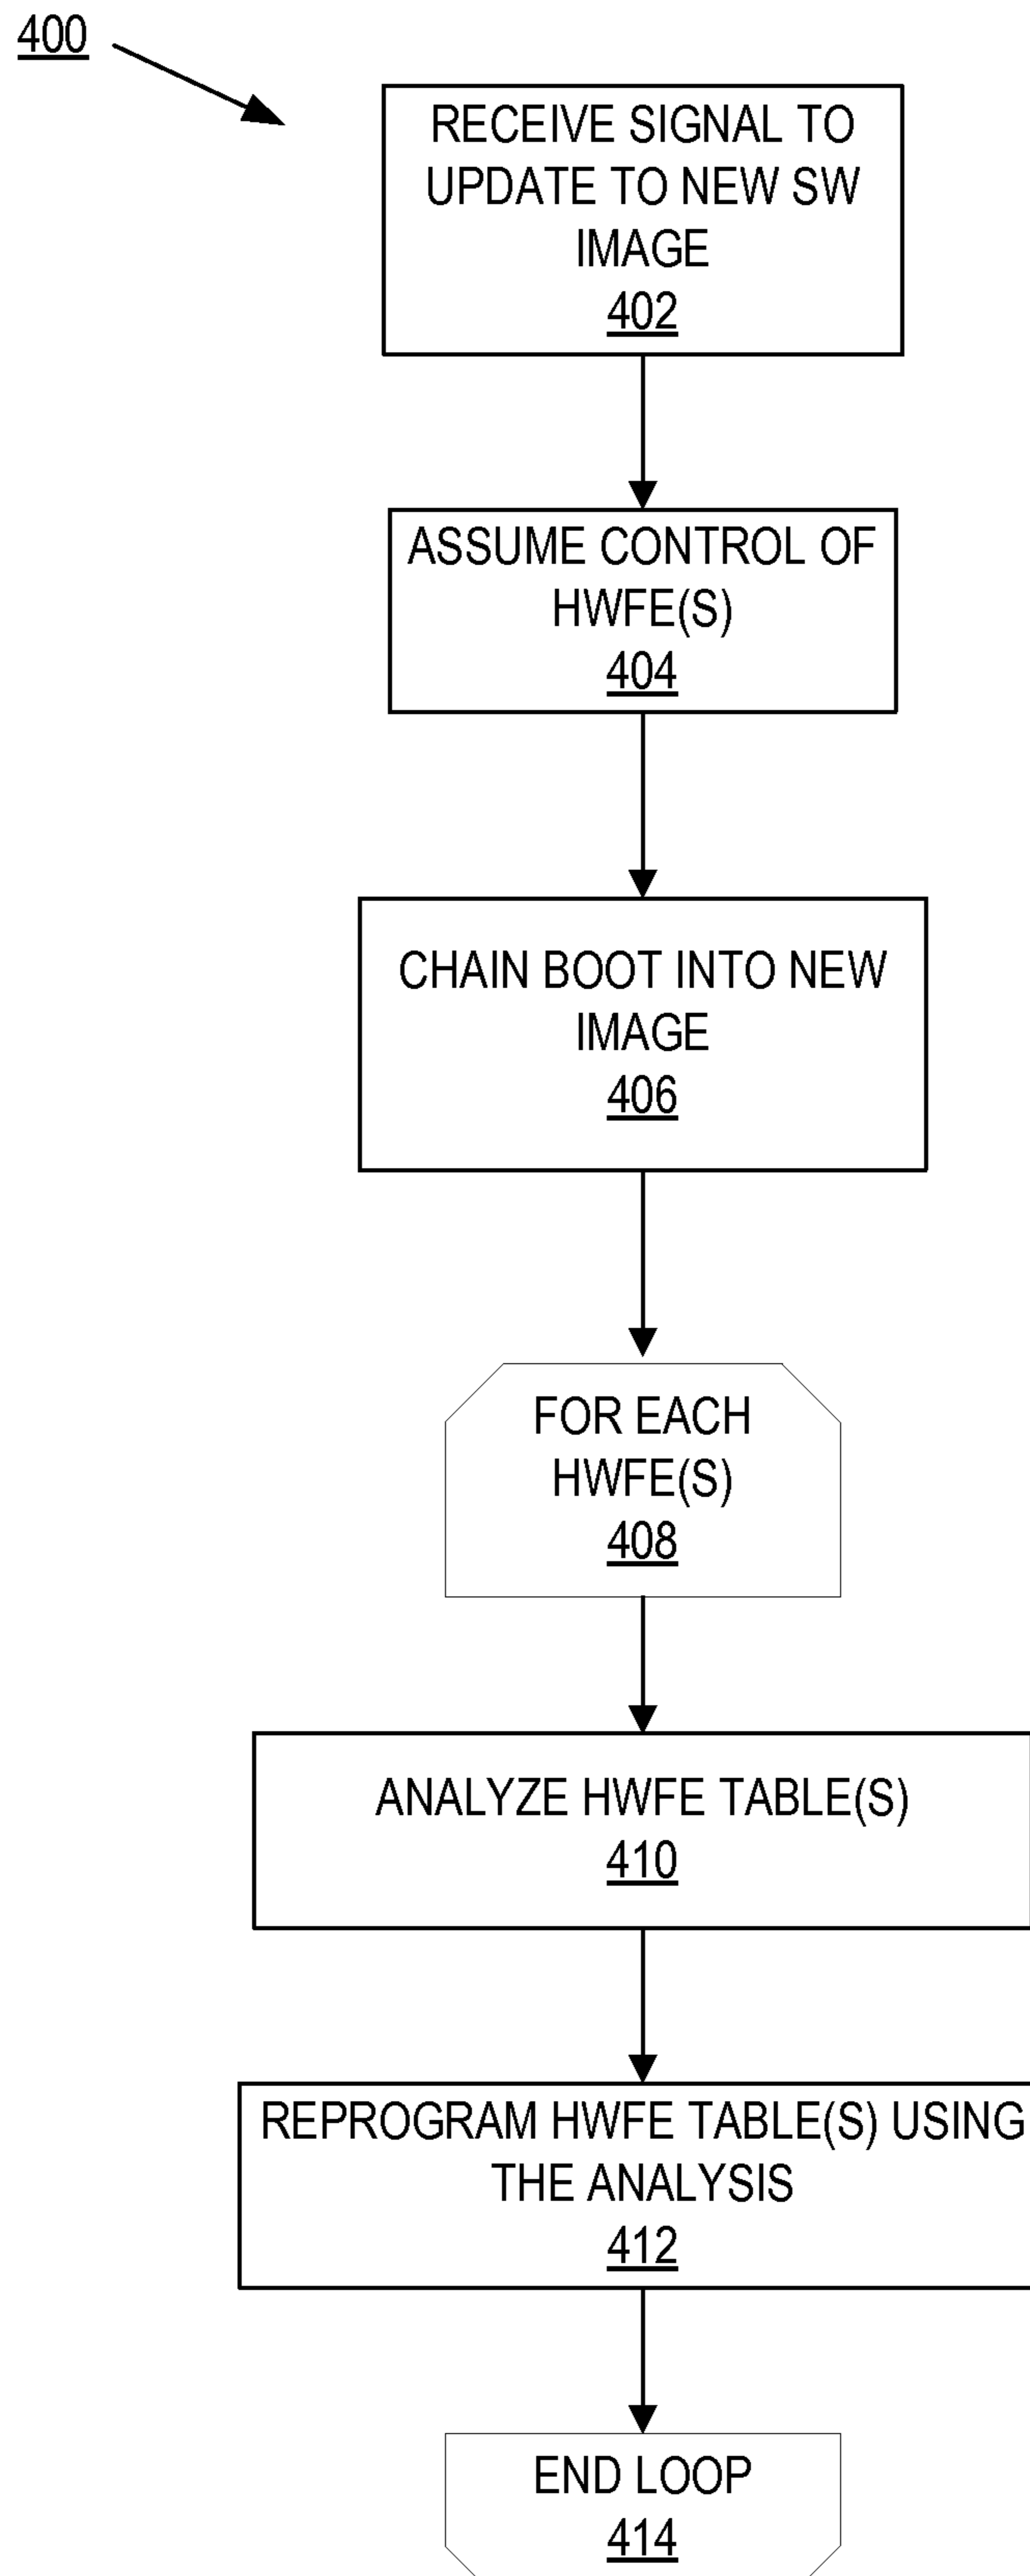 400
RECEIVE SIGNAL TO
UPDATE TO NEW SW
IMAGE
402
ASSUME CONTROL OF
HWFE(S)
404
CHAIN BOOT INTO NEW
IMAGE
406
FOR EACH
HWFE(S)
408
ANALYZE HWFE TABLE(S)
410
REPROGRAM HWFE TABLE(S) USING
THE ANALYSIS
412
END LOOP
414